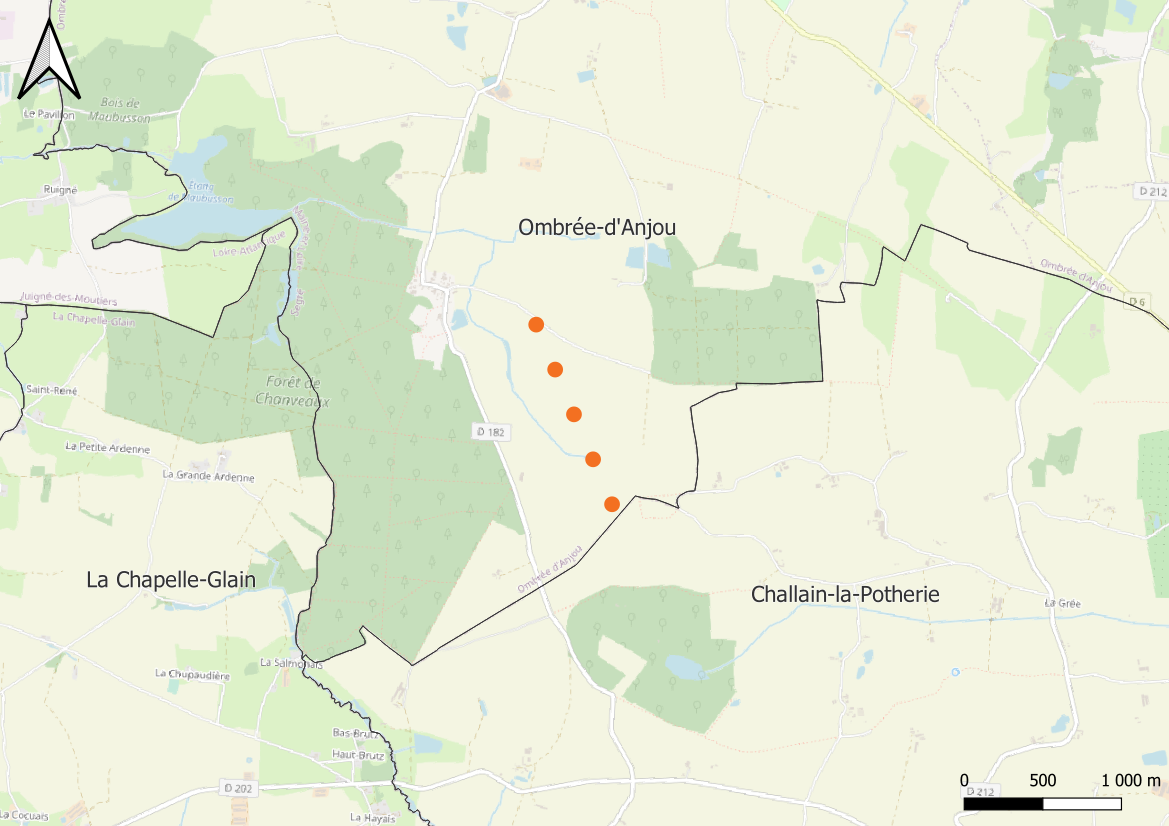 Bois de
Maubusson
Le Pavillon
Ruigné
Etang
de Maubusson
D 212
Ombrée-d'Anjou
Loire-Atlantique
Ombrée d'Anjou
Juigné-des-Moutiers
La Chapelle-Glain
Segré
D 6
Forêt de
Chanveaux
Saint-René
D 182
La Petite Ardenne
La Grande Ardenne
Ombrée d'Anjou
La Chapelle-Glain
Challain-la-Potherie
La Grée
La Salmonais
La Chupaudière
Bas-Brutz
Haut-Brutz
0 500 1 000 m
D 202
D 212
La Hayais
La Cocuais